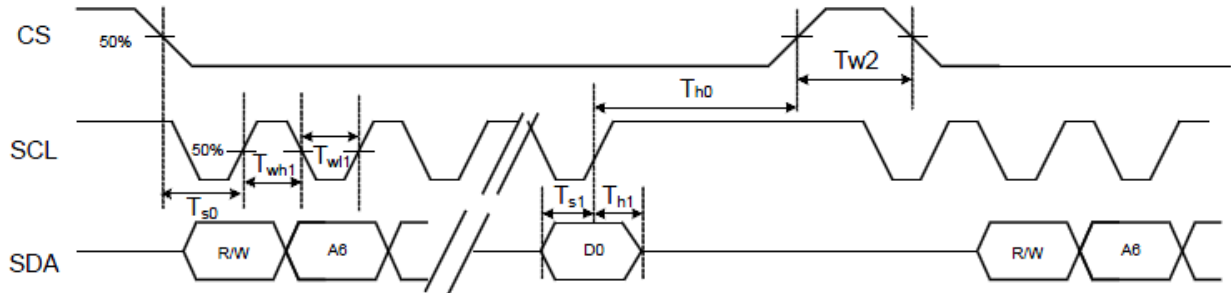 CS
50%
Tw2
Th0
SCL
50%
Twh1
Twl1
Ts0
Ts1
Th1
SDA
R/W
A6
D0
R/W
A6